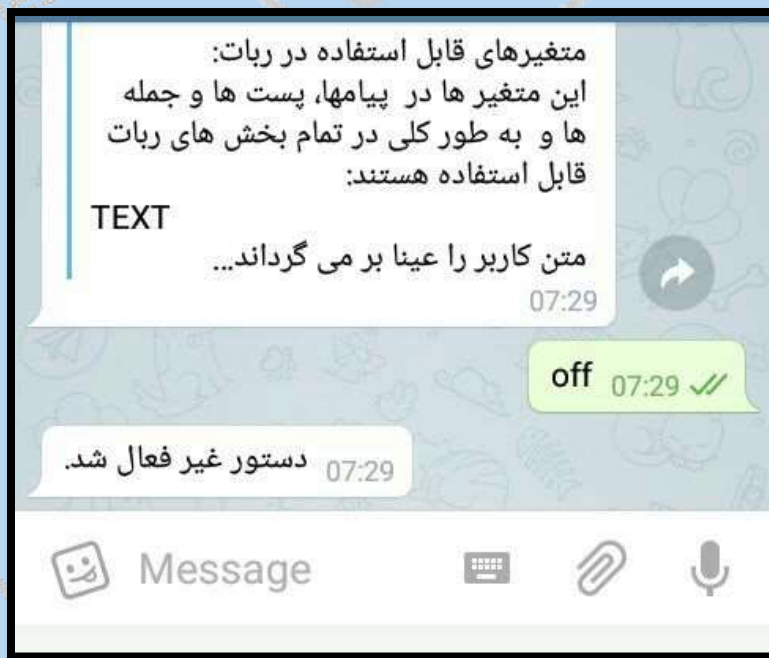 متغیرهای قابل استفاده در ربات:
این متغیر ها در پیامها، پست ها و جمله
ها و به طور کلی در تمام بخش های ربات
قابل استفاده هستند:
TEXT
متن کاربر را عینا بر می گرداند...
07:29
off 07:29
دستور غیر فعال شد. 07:29
Message